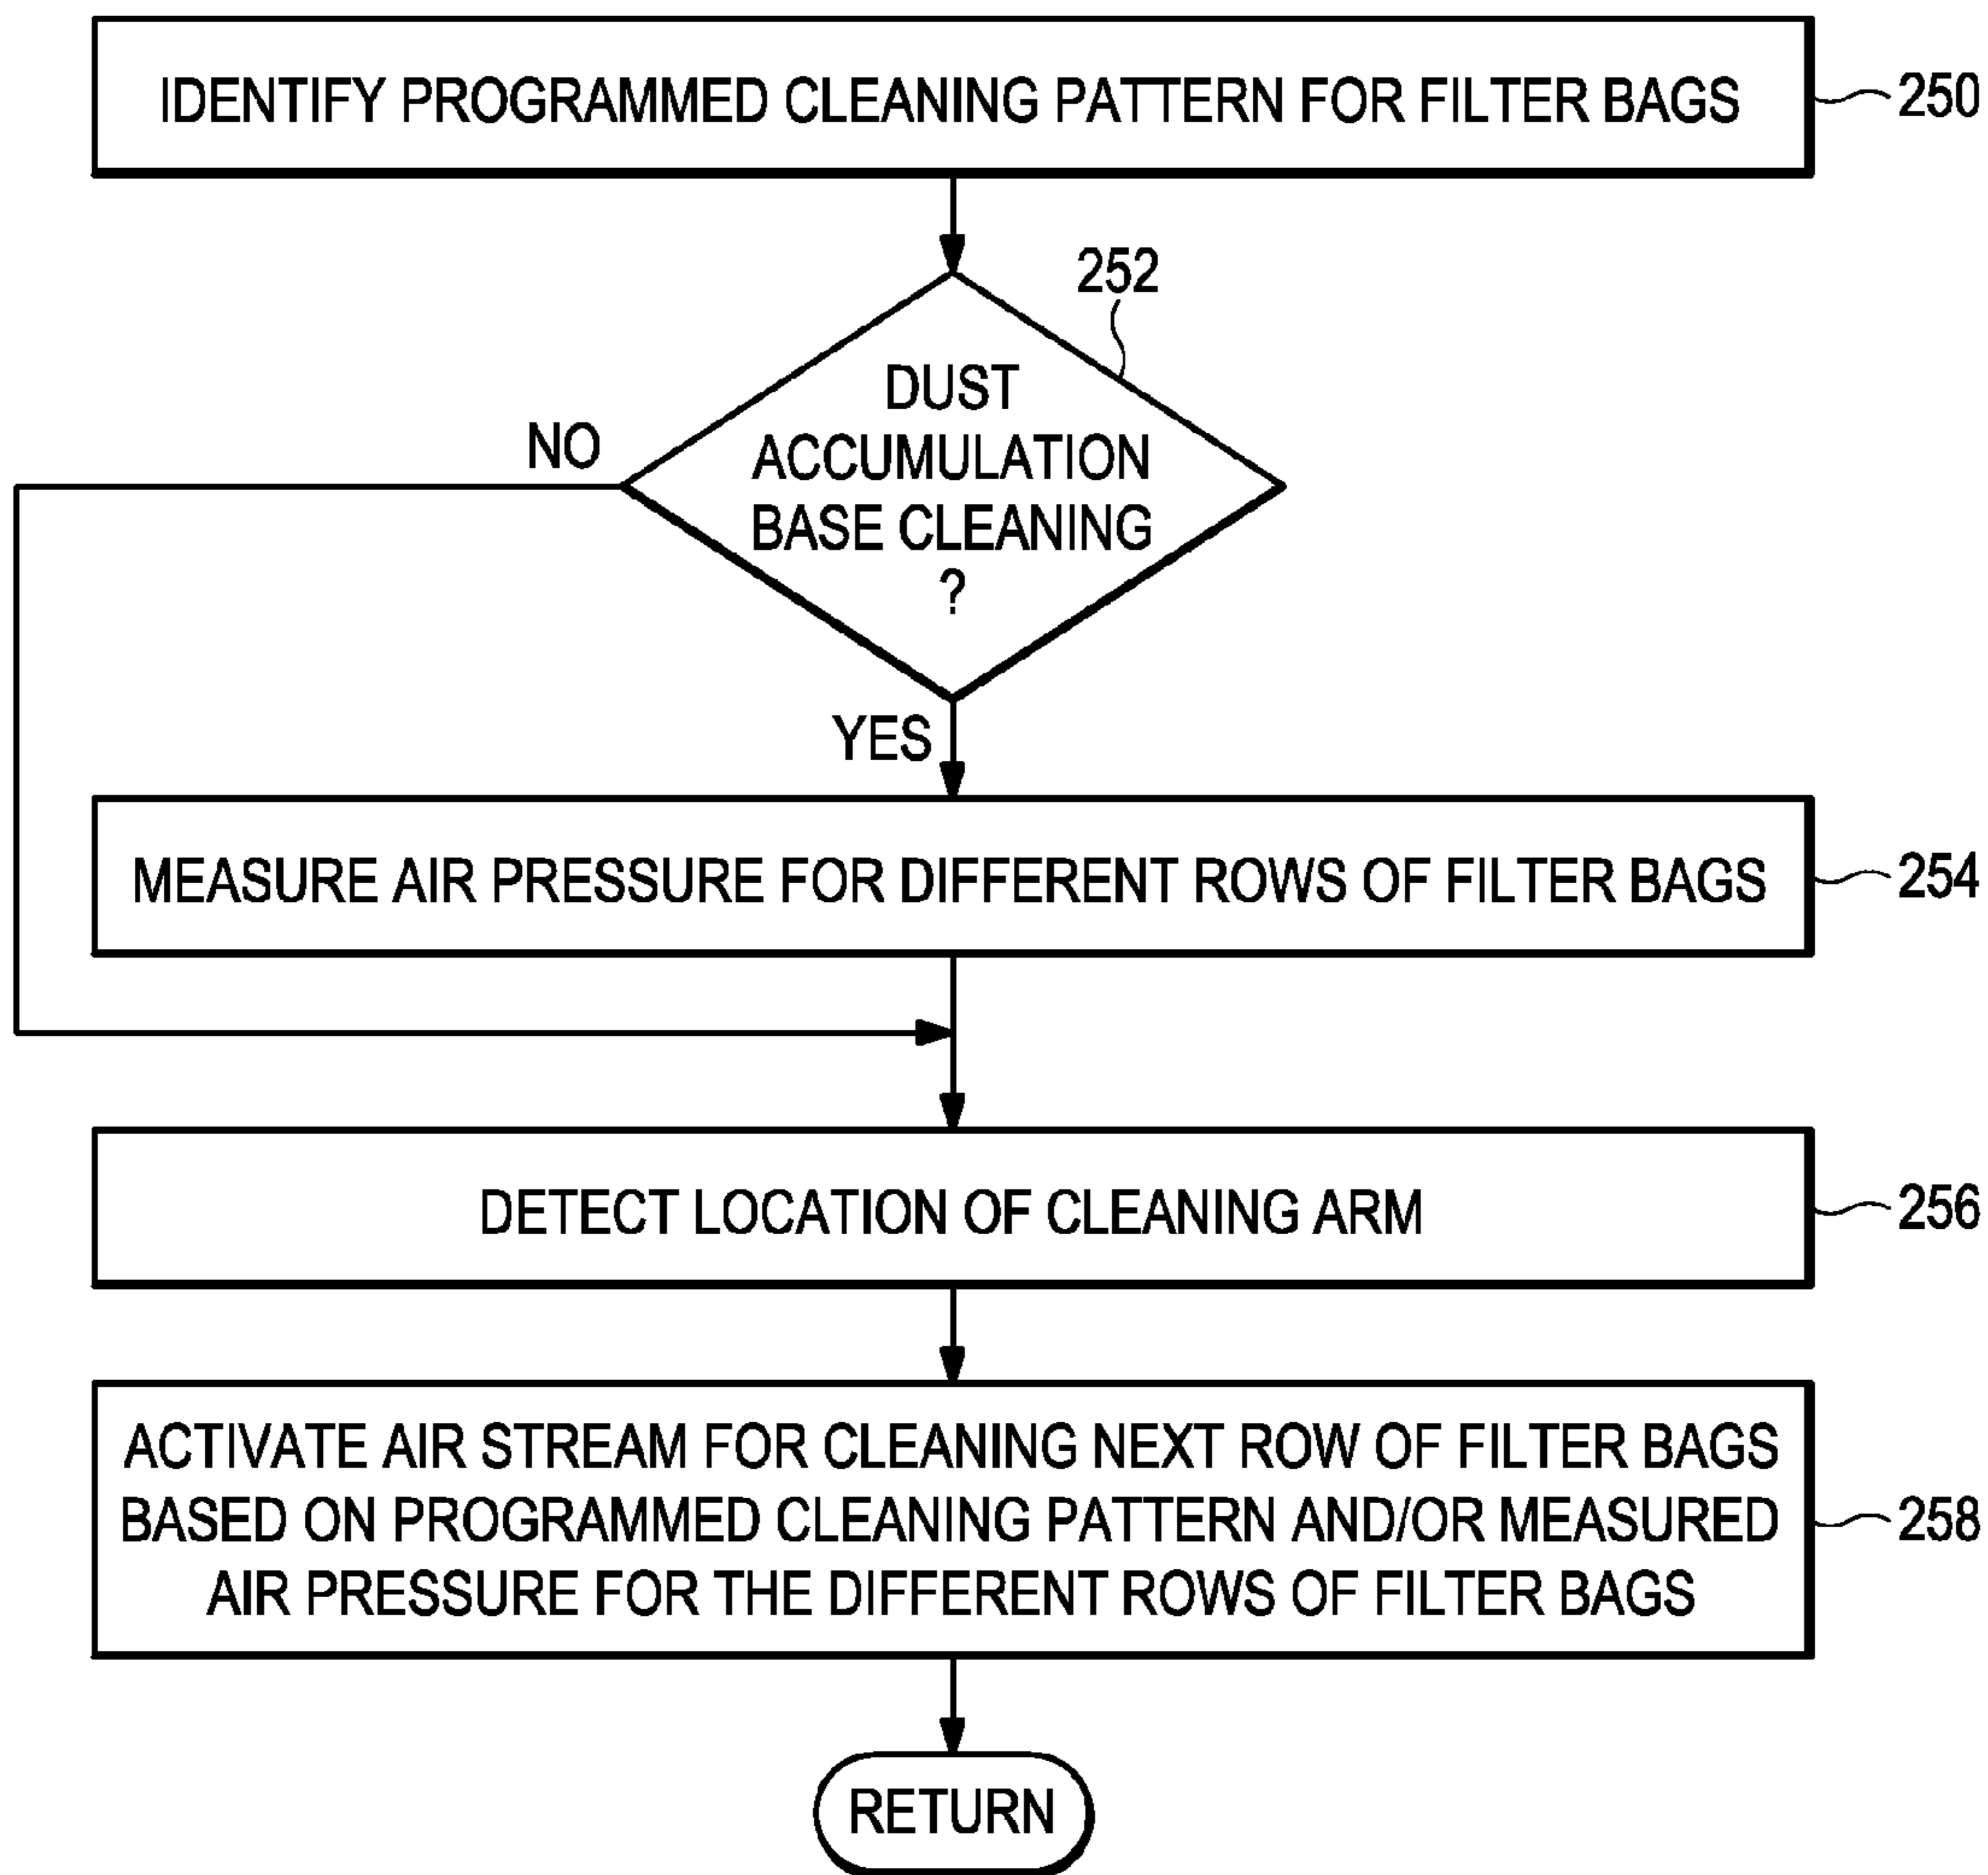 IDENTIFY PROGRAMMED CLEANING PATTERN FOR FILTER BAGS
250
252
DUST
ACCUMULATION
BASE CLEANING
?
NO
YES
MEASURE AIR PRESSURE FOR DIFFERENT ROWS OF FILTER BAGS
254
DETECT LOCATION OF CLEANING ARM
256
ACTIVATE AIR STREAM FOR CLEANING NEXT ROW OF FILTER BAGS
BASED ON PROGRAMMED CLEANING PATTERN AND/OR MEASURED
AIR PRESSURE FOR THE DIFFERENT ROWS OF FILTER BAGS
258
RETURN